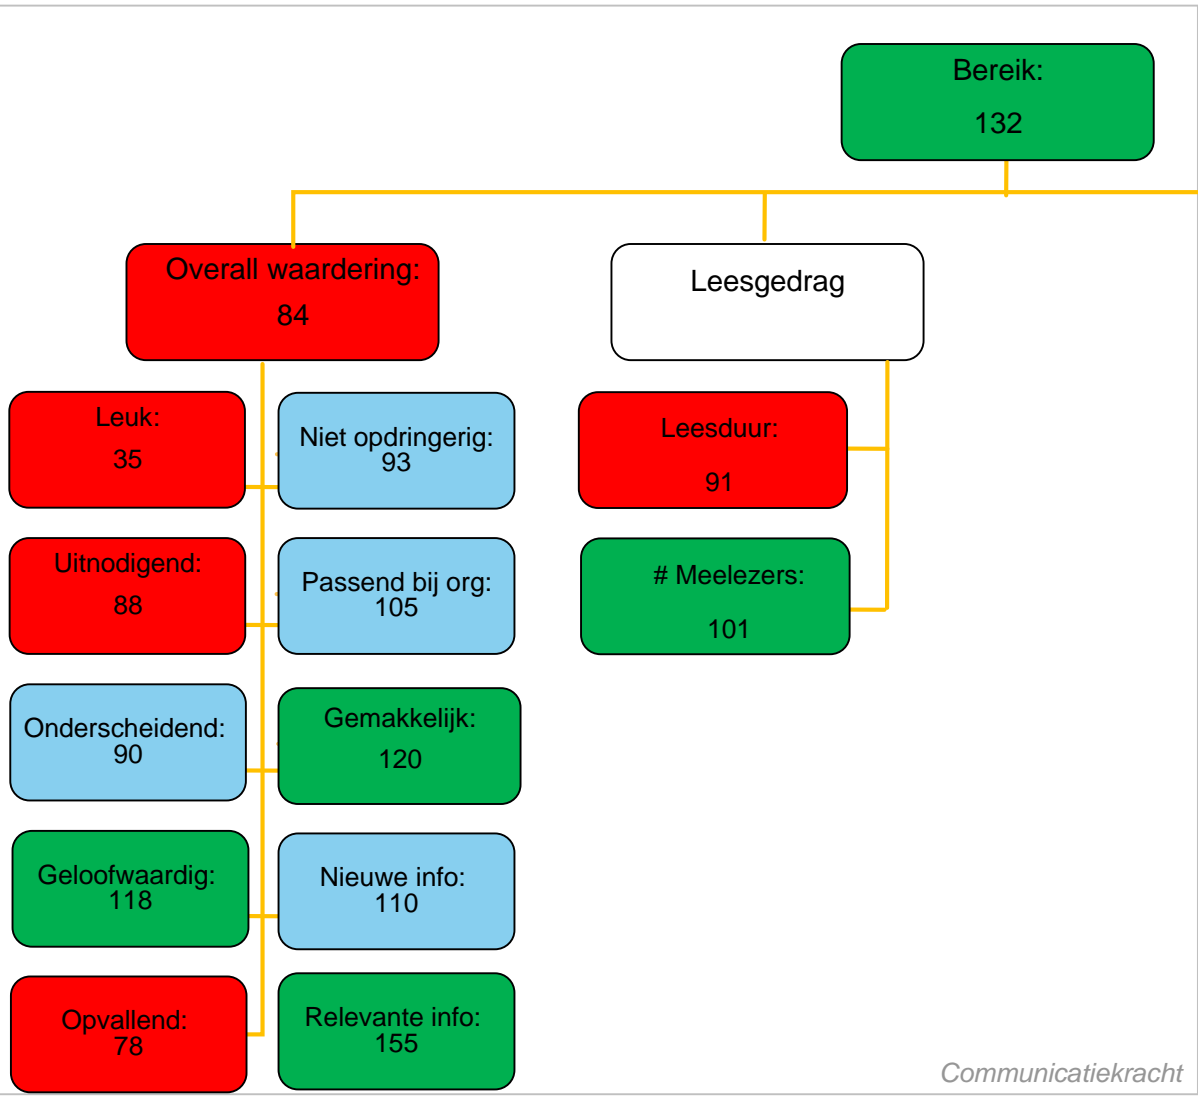 Bereik:
132
Overall waardering:
84
Leesgedrag
Leuk:
35
Niet opdringerig:
93
Leesduur:
91
Uitnodigend:
88
Passend bij org:
105
# Meelezers:
101
Onderscheidend:
90
Gemakkelijk:
120
Geloofwaardig:
118
Nieuwe info:
110
Opvallend:
78
Relevante info:
155
Communicatiekracht